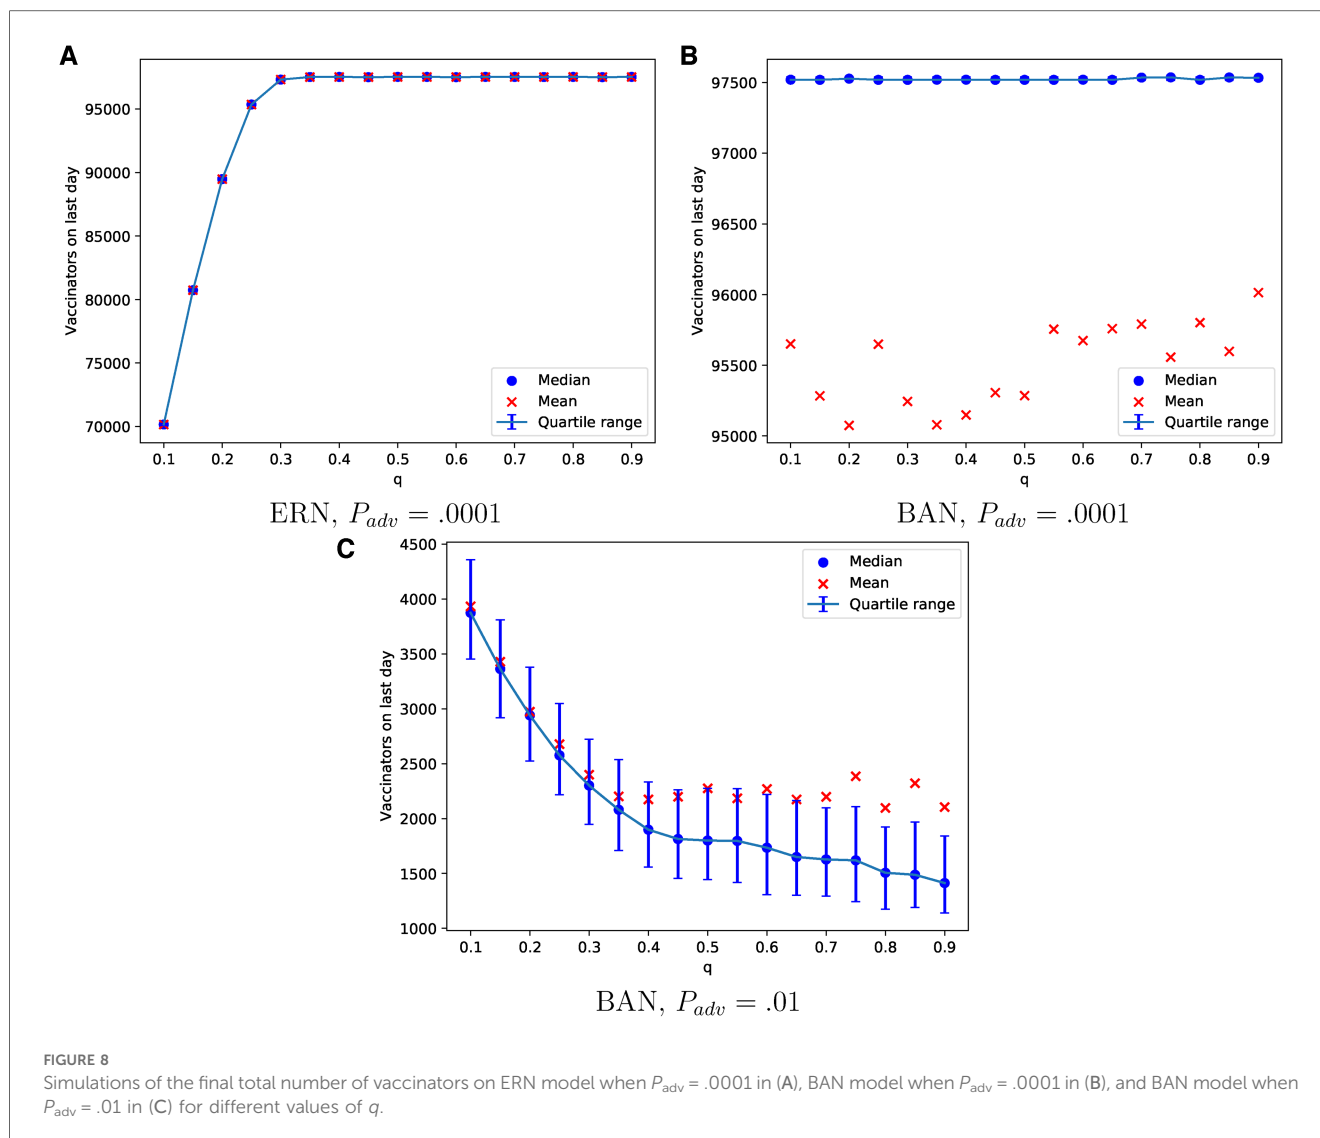 A
Vaccinators on last day
95000
90000
85000
80000
75000
70000
0.1 0.2 0.3 0.4 0.5 0.6 0.7 0.8 0.9
q
Median
Mean
Quartile range
ERN, P_adv = .0001
B
Vaccinators on last day
97500
97000
96500
96000
95500
95000
0.1 0.2 0.3 0.4 0.5 0.6 0.7 0.8 0.9
q
Median
Mean
Quartile range
BAN, P_adv = .0001
C
Vaccinators on last day
4500
4000
3500
3000
2500
2000
1500
1000
0.1 0.2 0.3 0.4 0.5 0.6 0.7 0.8 0.9
q
Median
Mean
Quartile range
BAN, P_adv = .01
FIGURE 8
Simulations of the final total number of vaccinators on ERN model when P_adv = .0001 in (A), BAN model when P_adv = .0001 in (B), and BAN model when
P_adv = .01 in (C) for different values of q.